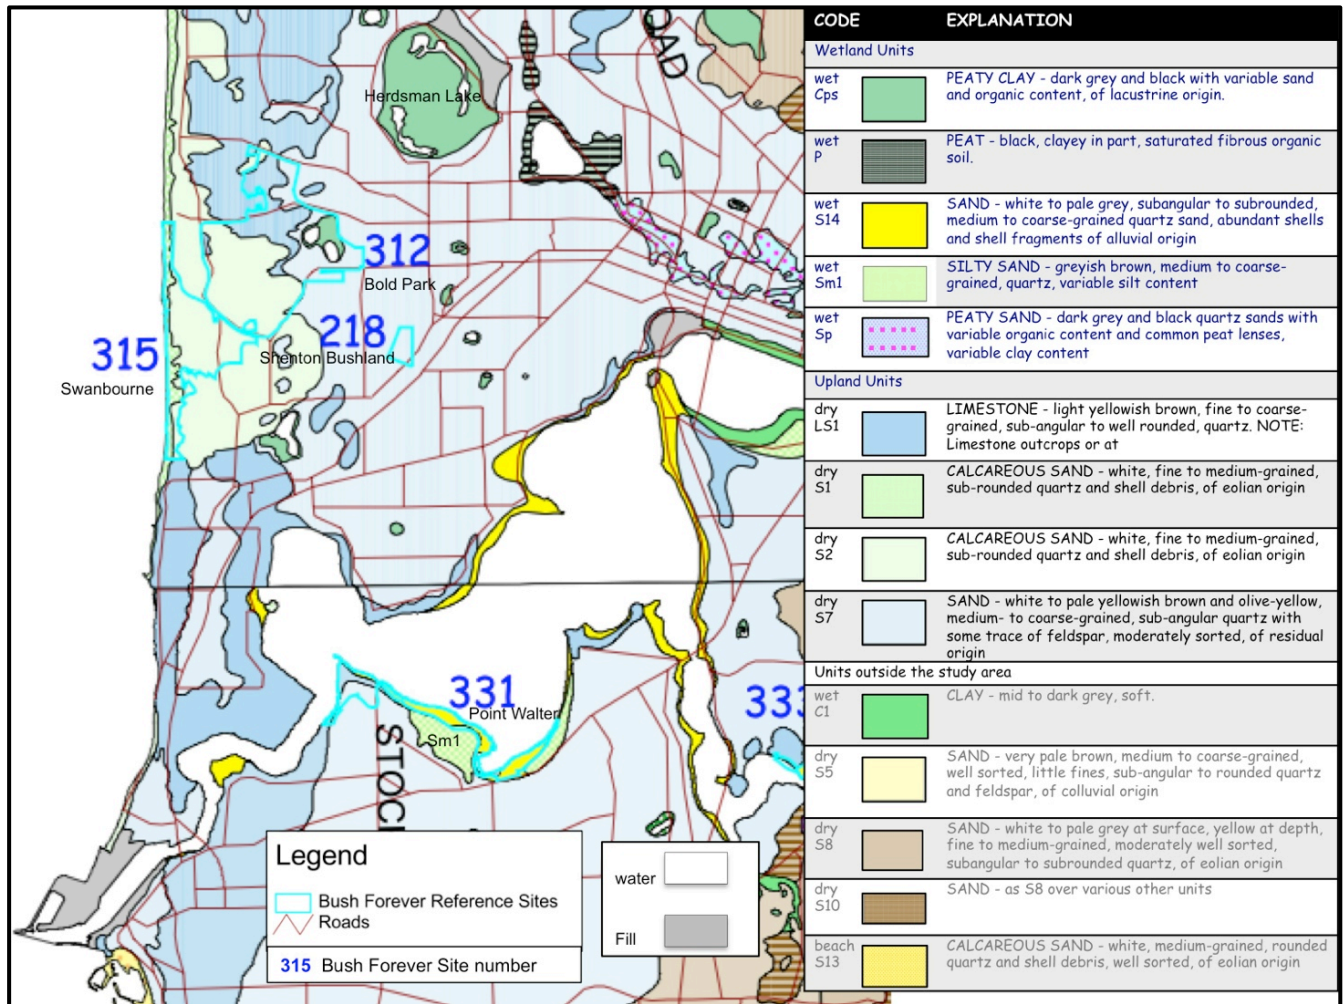 ROAD
Herdsman Lake
312
Bold Park
218
Shenton Bushland
315
Swanbourne
331
Point Walter
Sm1
333
STOCK
Legend
Bush Forever Reference Sites
Roads
315 Bush Forever Site number
water
Fill
CODE EXPLANATION
Wetland Units
wet Cps
PEATY CLAY - dark grey and black with variable sand
and organic content, of lacustrine origin.
wet P
PEAT - black, clayey in part, saturated fibrous organic
soil.
wet S14
SAND - white to pale grey, subangular to subrounded,
medium to coarse-grained quartz sand, abundant shells
and shell fragments of alluvial origin
wet Sm1
SILTY SAND - greyish brown, medium to coarse-
grained, quartz, variable silt content
wet Sp
PEATY SAND - dark grey and black quartz sands with
variable organic content and common peat lenses,
variable clay content
Upland Units
dry LS1
LIMESTONE - light yellowish brown, fine to coarse-
grained, sub-angular to well rounded, quartz. NOTE:
Limestone outcrops or at
dry S1
CALCAREOUS SAND - white, fine to medium-grained,
sub-rounded quartz and shell debris, of eolian origin
dry S2
CALCAREOUS SAND - white, fine to medium-grained,
sub-rounded quartz and shell debris, of eolian origin
dry S7
SAND - white to pale yellowish brown and olive-yellow,
medium- to coarse-grained, sub-angular quartz with
some trace of feldspar, moderately sorted, of residual
origin
Units outside the study area
wet C1
CLAY - mid to dark grey, soft.
dry S5
SAND - very pale brown, medium to coarse-grained,
well sorted, little fines, sub-angular to rounded quartz
and feldspar, of colluvial origin
dry S8
SAND - white to pale grey at surface, yellow at depth,
fine to medium-grained, moderately well sorted,
subangular to subrounded quartz, of eolian origin
dry S10
SAND - as S8 over various other units
beach S13
CALCAREOUS SAND - white, medium-grained, rounded
quartz and shell debris, well sorted, of eolian origin